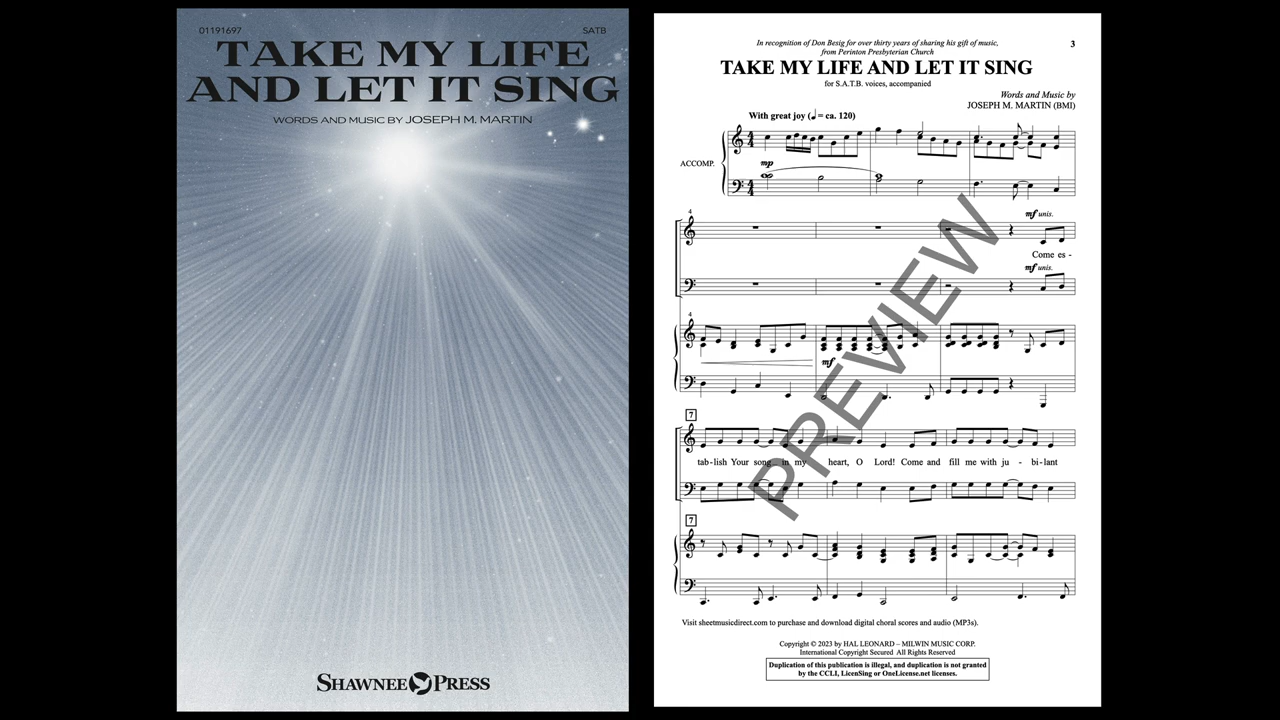 01191697
SATB
TAKE MY LIFE
AND LET IT SING
WORDS AND MUSIC BY JOSEPH M. MARTIN
SHAWNEE PRESS
In recognition of Don Besig for over thirty years of sharing his gift of music,
from Perinton Presbyterian Church
3
TAKE MY LIFE AND LET IT SING
for S.A.T.B. voices, accompanied
Words and Music by
JOSEPH M. MARTIN (BMI)
With great joy (♩ = ca. 120)
ACCOMP.
mp
4
mf unis.
Come es -
mf unis.
4
mf
PREVIEW
7
tab - lish Your song in my heart, O Lord! Come and fill me with ju - bi - lant
7
Visit sheetmusicdirect.com to purchase and download digital choral scores and audio (MP3s).
Copyright © 2023 by HAL LEONARD – MILWIN MUSIC CORP.
International Copyright Secured All Rights Reserved
Duplication of this publication is illegal, and duplication is not granted
by the CCLI, LicenSing or OneLicense.net licenses.